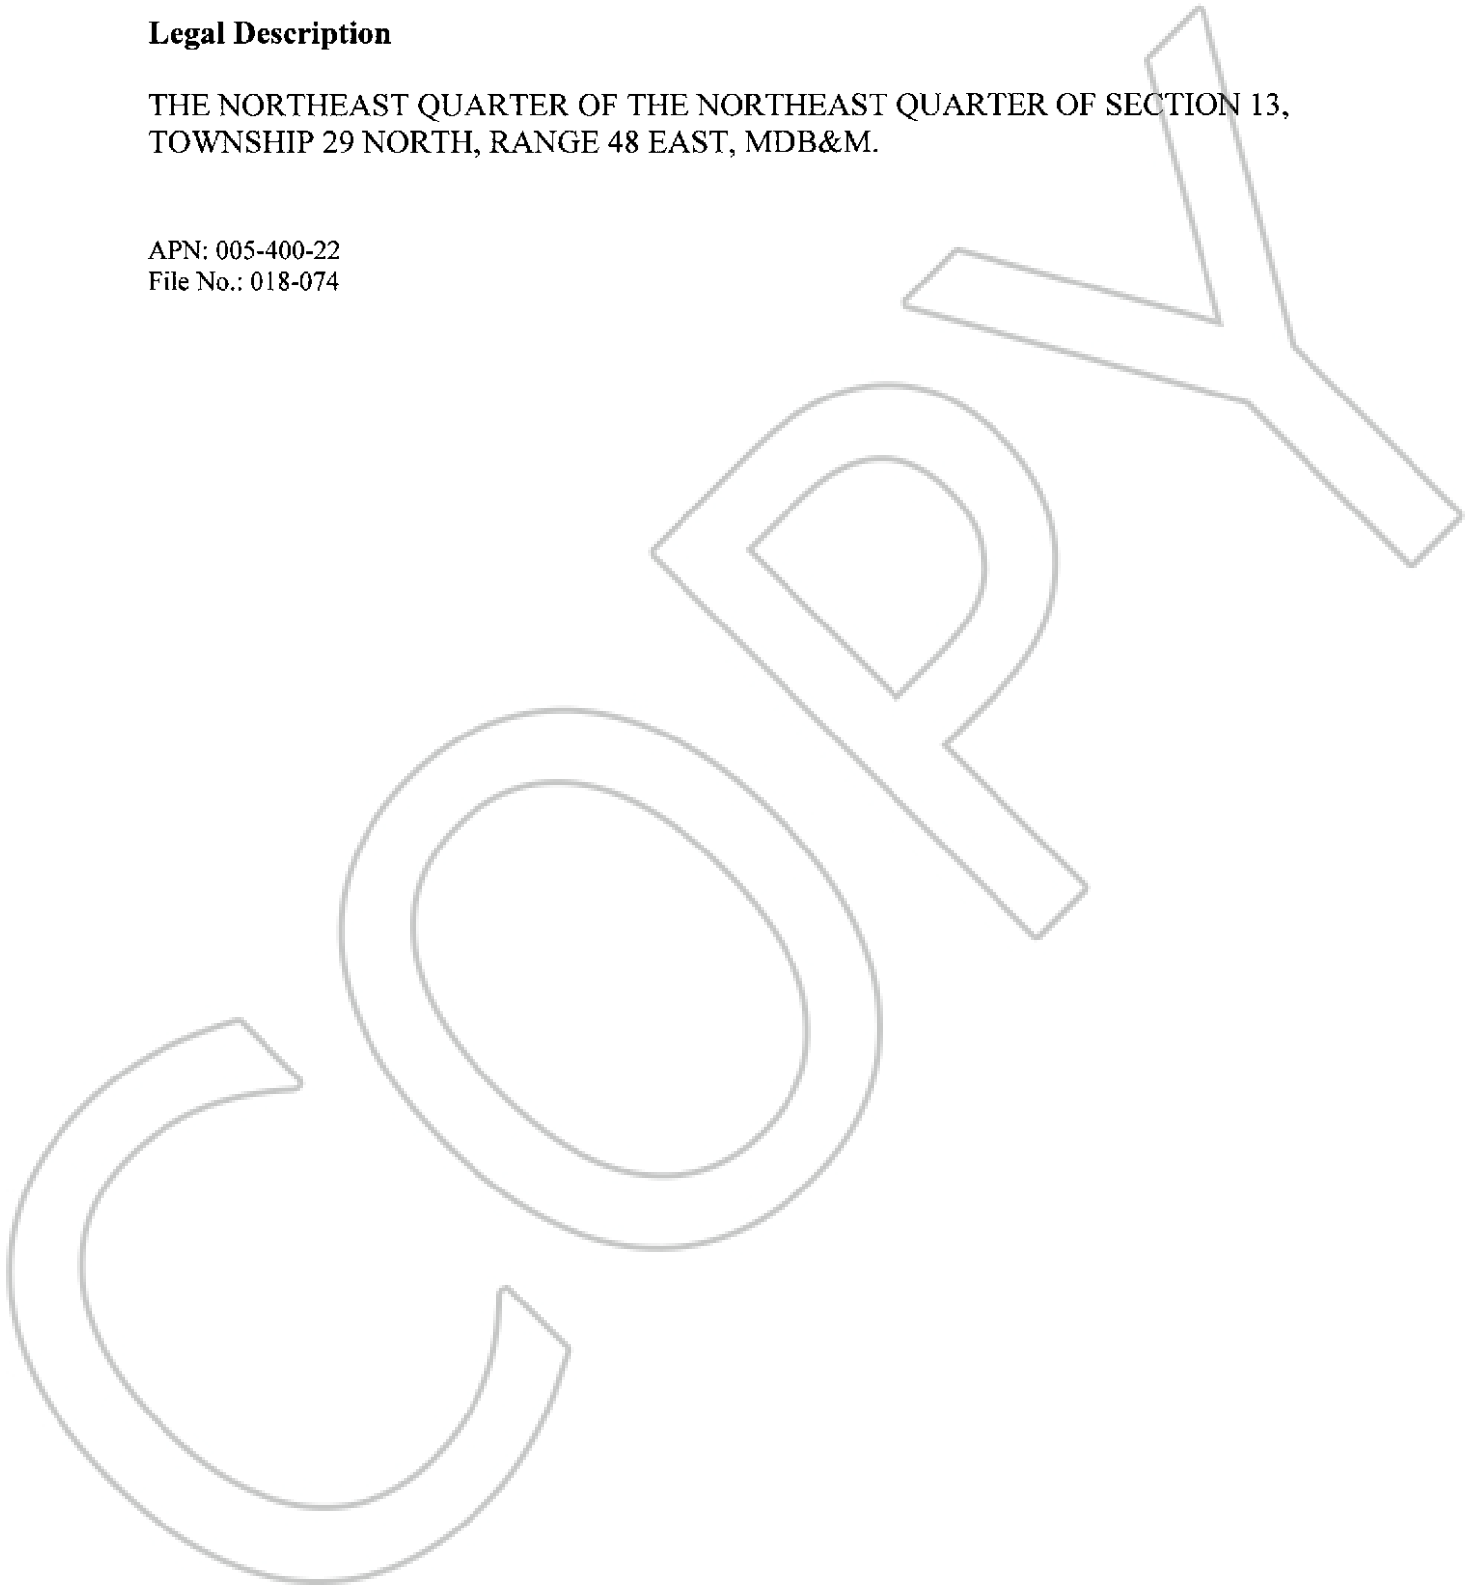 Legal Description
THE NORTHEAST QUARTER OF THE NORTHEAST QUARTER OF SECTION 13,
TOWNSHIP 29 NORTH, RANGE 48 EAST, MDB&M.
APN: 005-400-22
File No.: 018-074
COPY